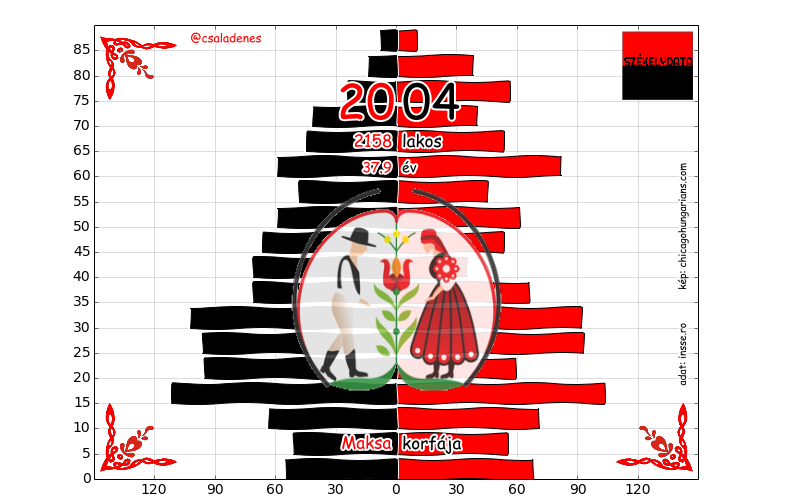 @csaladenes
SZÉKELYDATA
2004
2158 lakos
37.9 év
kép: chicagohungarians.com
adat: insse.ro
Maksa korfája
85
80
75
70
65
60
55
50
45
40
35
30
25
20
15
10
5
0
120 90 60 30 0 30 60 90 120